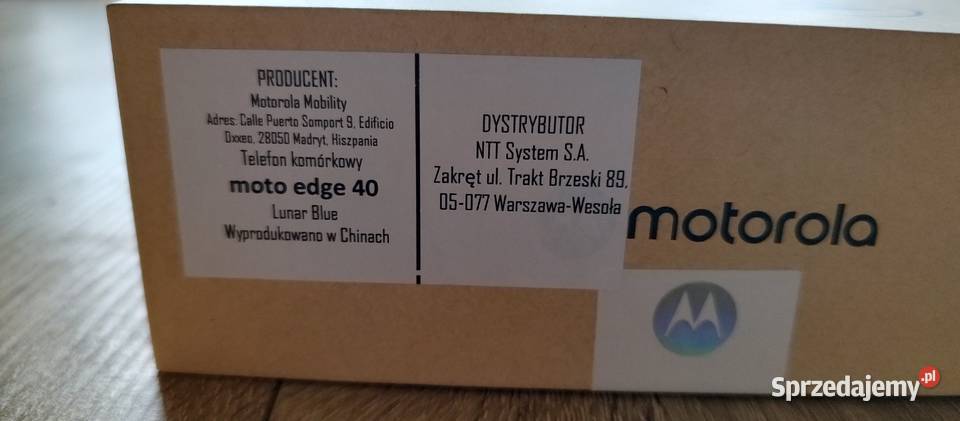 PRODUCENT:
Motorola Mobility
Adres: Calle Puerto Somport 9, Edificio
Oxxeo, 28050 Madryt, Hiszpania
Telefon komórkowy
moto edge 40
Lunar Blue
Wyprodukowano w Chinach
DYSTRYBUTOR
NTT System S.A.
Zakręt ul. Trakt Brzeski 89,
05-077 Warszawa-Wesoła
motorola
Sprzedajemy.pl